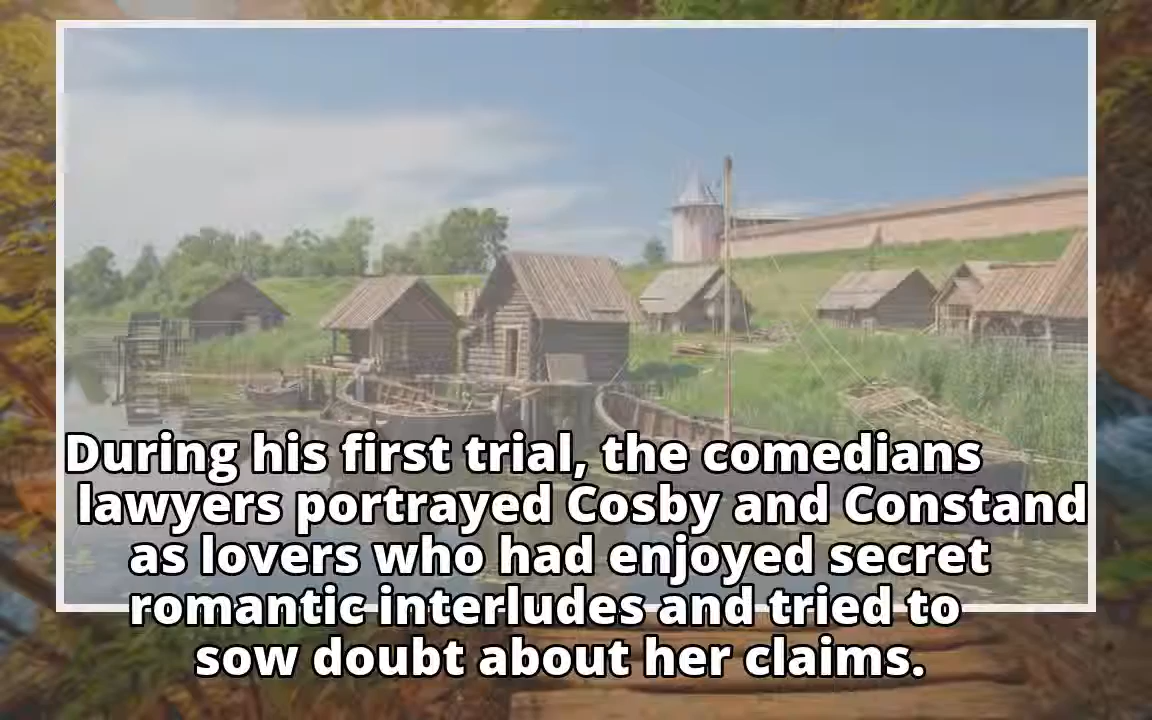 During his first trial, the comedians
lawyers portrayed Cosby and Constand
as lovers who had enjoyed secret
romantic interludes and tried to
sow doubt about her claims.